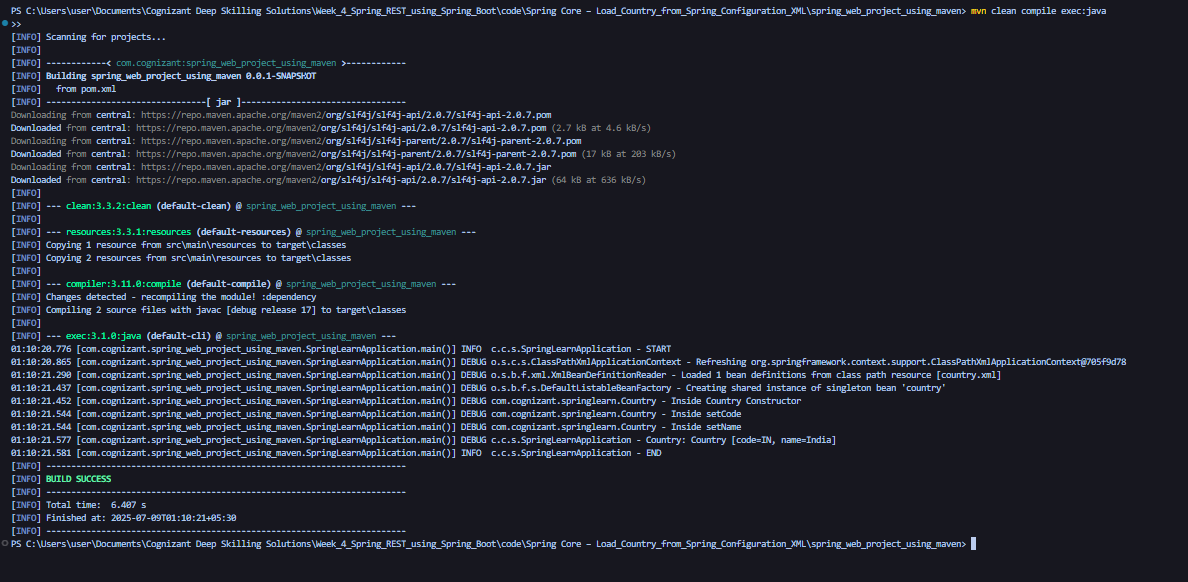 PS C:\Users\user\Documents\Cognizant Deep Skilling Solutions\Week_4_Spring_REST_using_Spring_Boot\code\Spring Core – Load_Country_from_Spring_Configuration_XML\spring_web_project_using_maven> mvn clean compile exec:java
>>
[INFO] Scanning for projects...
[INFO]
[INFO] ------------< com.cognizant:spring_web_project_using_maven >------------
[INFO] Building spring_web_project_using_maven 0.0.1-SNAPSHOT
[INFO]   from pom.xml
[INFO] --------------------------------[ jar ]---------------------------------
Downloading from central: https://repo.maven.apache.org/maven2/org/slf4j/slf4j-api/2.0.7/slf4j-api-2.0.7.pom
Downloaded from central: https://repo.maven.apache.org/maven2/org/slf4j/slf4j-api/2.0.7/slf4j-api-2.0.7.pom (2.7 kB at 4.6 kB/s)
Downloading from central: https://repo.maven.apache.org/maven2/org/slf4j/slf4j-parent/2.0.7/slf4j-parent-2.0.7.pom
Downloaded from central: https://repo.maven.apache.org/maven2/org/slf4j/slf4j-parent/2.0.7/slf4j-parent-2.0.7.pom (17 kB at 203 kB/s)
Downloading from central: https://repo.maven.apache.org/maven2/org/slf4j/slf4j-api/2.0.7/slf4j-api-2.0.7.jar
Downloaded from central: https://repo.maven.apache.org/maven2/org/slf4j/slf4j-api/2.0.7/slf4j-api-2.0.7.jar (64 kB at 636 kB/s)
[INFO]
[INFO] --- clean:3.3.2:clean (default-clean) @ spring_web_project_using_maven ---
[INFO]
[INFO] --- resources:3.3.1:resources (default-resources) @ spring_web_project_using_maven ---
[INFO] Copying 1 resource from src\main\resources to target\classes
[INFO] Copying 2 resources from src\main\resources to target\classes
[INFO]
[INFO] --- compiler:3.11.0:compile (default-compile) @ spring_web_project_using_maven ---
[INFO] Changes detected - recompiling the module! :dependency
[INFO] Compiling 2 source files with javac [debug release 17] to target\classes
[INFO]
[INFO] --- exec:3.1.0:java (default-cli) @ spring_web_project_using_maven ---
01:10:20.776 [com.cognizant.spring_web_project_using_maven.SpringLearnApplication.main()] INFO  c.c.s.SpringLearnApplication - START
01:10:20.865 [com.cognizant.spring_web_project_using_maven.SpringLearnApplication.main()] DEBUG o.s.c.s.ClassPathXmlApplicationContext - Refreshing org.springframework.context.support.ClassPathXmlApplicationContext@705f9d78
01:10:21.290 [com.cognizant.spring_web_project_using_maven.SpringLearnApplication.main()] DEBUG o.s.b.f.xml.XmlBeanDefinitionReader - Loaded 1 bean definitions from class path resource [country.xml]
01:10:21.437 [com.cognizant.spring_web_project_using_maven.SpringLearnApplication.main()] DEBUG o.s.b.f.s.DefaultListableBeanFactory - Creating shared instance of singleton bean 'country'
01:10:21.452 [com.cognizant.spring_web_project_using_maven.SpringLearnApplication.main()] DEBUG com.cognizant.springlearn.Country - Inside Country Constructor
01:10:21.544 [com.cognizant.spring_web_project_using_maven.SpringLearnApplication.main()] DEBUG com.cognizant.springlearn.Country - Inside setCode
01:10:21.544 [com.cognizant.spring_web_project_using_maven.SpringLearnApplication.main()] DEBUG com.cognizant.springlearn.Country - Inside setName
01:10:21.577 [com.cognizant.spring_web_project_using_maven.SpringLearnApplication.main()] DEBUG c.c.s.SpringLearnApplication - Country: Country [code=IN, name=India]
01:10:21.581 [com.cognizant.spring_web_project_using_maven.SpringLearnApplication.main()] INFO  c.c.s.SpringLearnApplication - END
[INFO] ------------------------------------------------------------------------
[INFO] BUILD SUCCESS
[INFO] ------------------------------------------------------------------------
[INFO] Total time:  6.407 s
[INFO] Finished at: 2025-07-09T01:10:21+05:30
[INFO] ------------------------------------------------------------------------
PS C:\Users\user\Documents\Cognizant Deep Skilling Solutions\Week_4_Spring_REST_using_Spring_Boot\code\Spring Core – Load_Country_from_Spring_Configuration_XML\spring_web_project_using_maven>